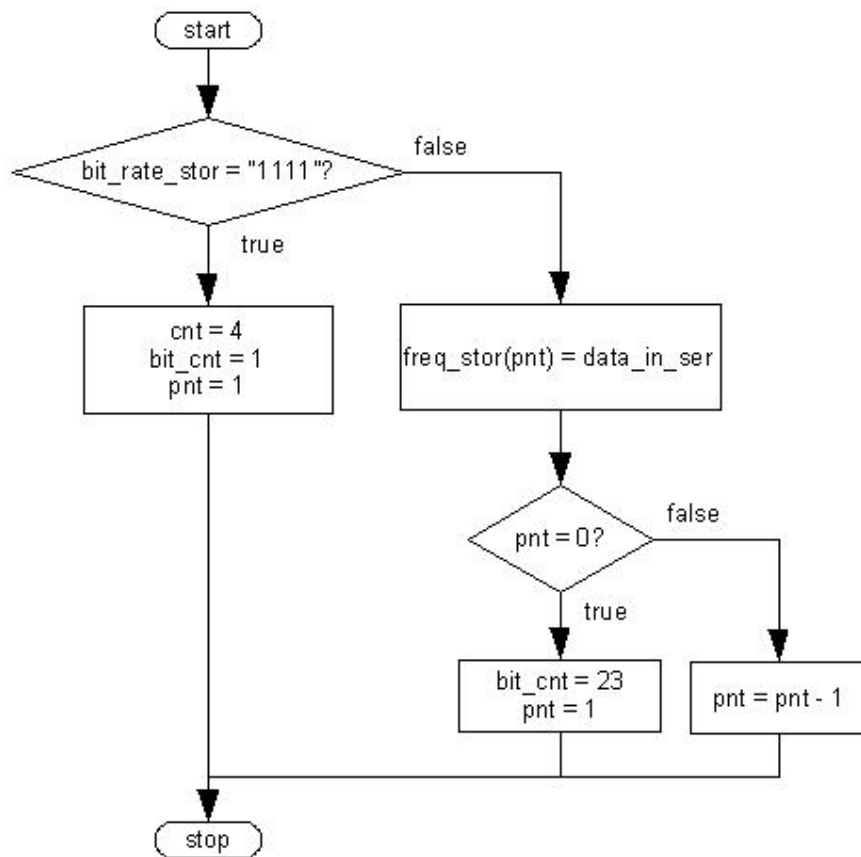 start
bit_rate_stor = "1111"?
false
true
cnt = 4
bit_cnt = 1
pnt = 1
freq_stor(pnt) = data_in_ser
pnt = 0?
false
true
bit_cnt = 23
pnt = 1
pnt = pnt - 1
stop